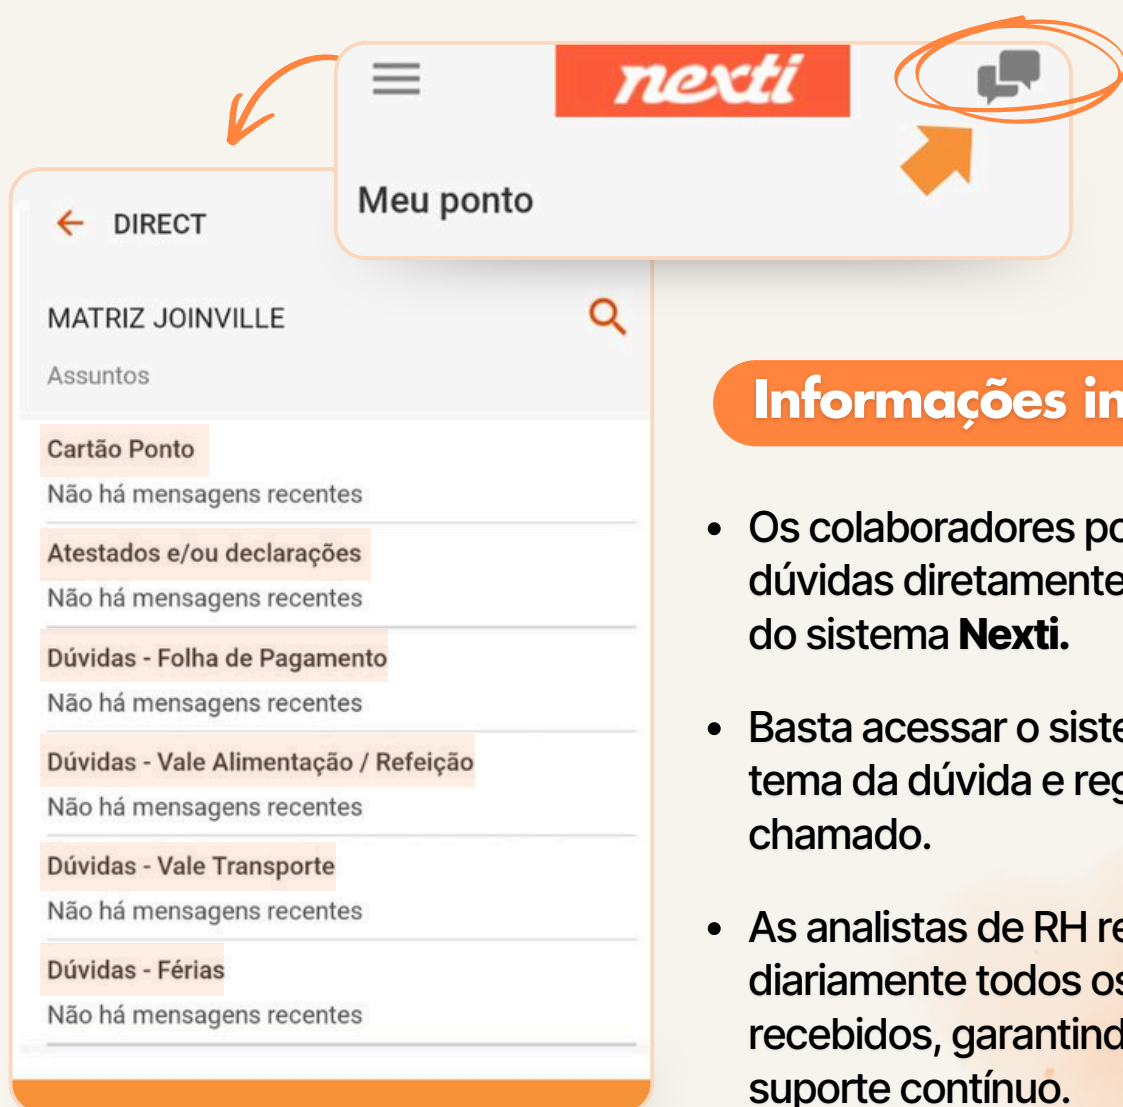 nexti
Meu ponto
DIRECT
MATRIZ JOINVILLE
Assuntos
Cartão Ponto
Não há mensagens recentes
Atestados e/ou declarações
Não há mensagens recentes
Dúvidas - Folha de Pagamento
Não há mensagens recentes
Dúvidas - Vale Alimentação / Refeição
Não há mensagens recentes
Dúvidas - Vale Transporte
Não há mensagens recentes
Dúvidas - Férias
Não há mensagens recentes
Informações
• Os colaboradores
dúvidas diretamente
do sistema Nexti.
• Basta acessar o
tema da dúvida e
chamado.
• As analistas de RH
diariamente todos os
recebidos,
suporte contínuo.